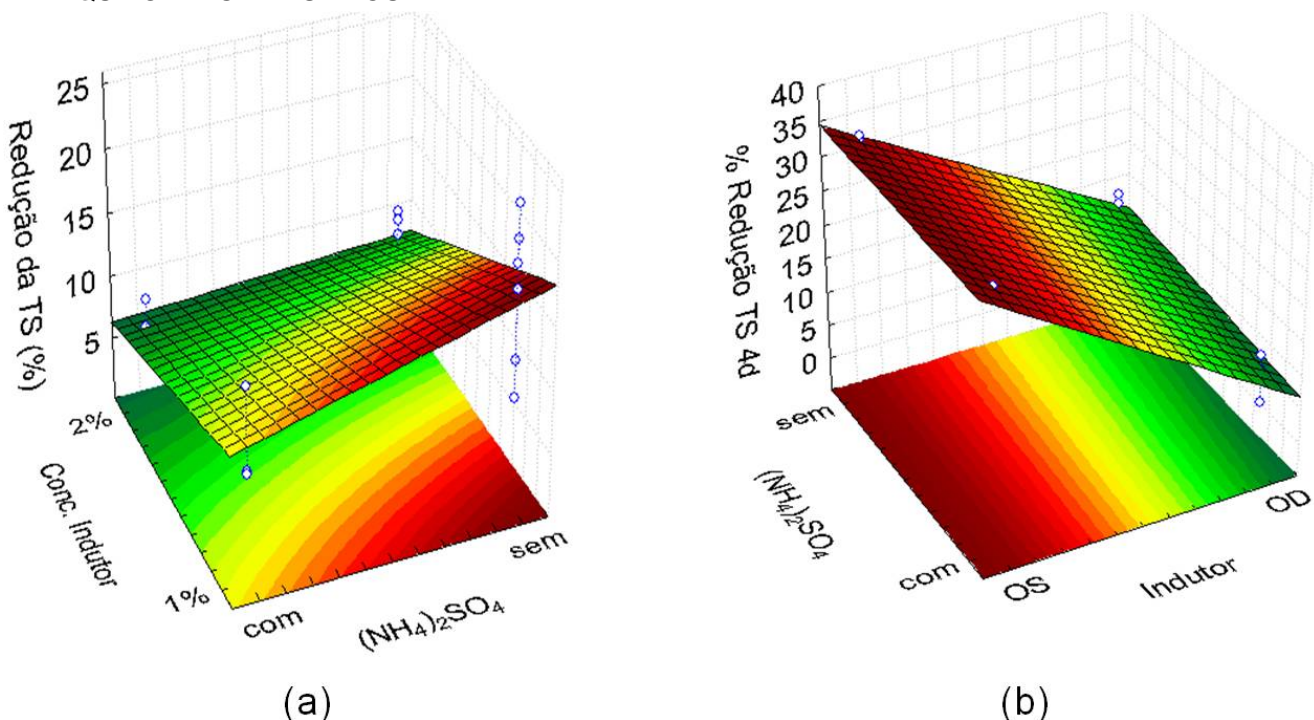 Redução da TS (%)
25
20
15
10
5
2%
Conc. Indutor
1%
com
(NH₄)₂SO₄
sem
(a)
% Redução TS 4d
40
35
30
25
20
15
10
5
0
sem
(NH₄)₂SO₄
com
OS
Indutor
OD
(b)